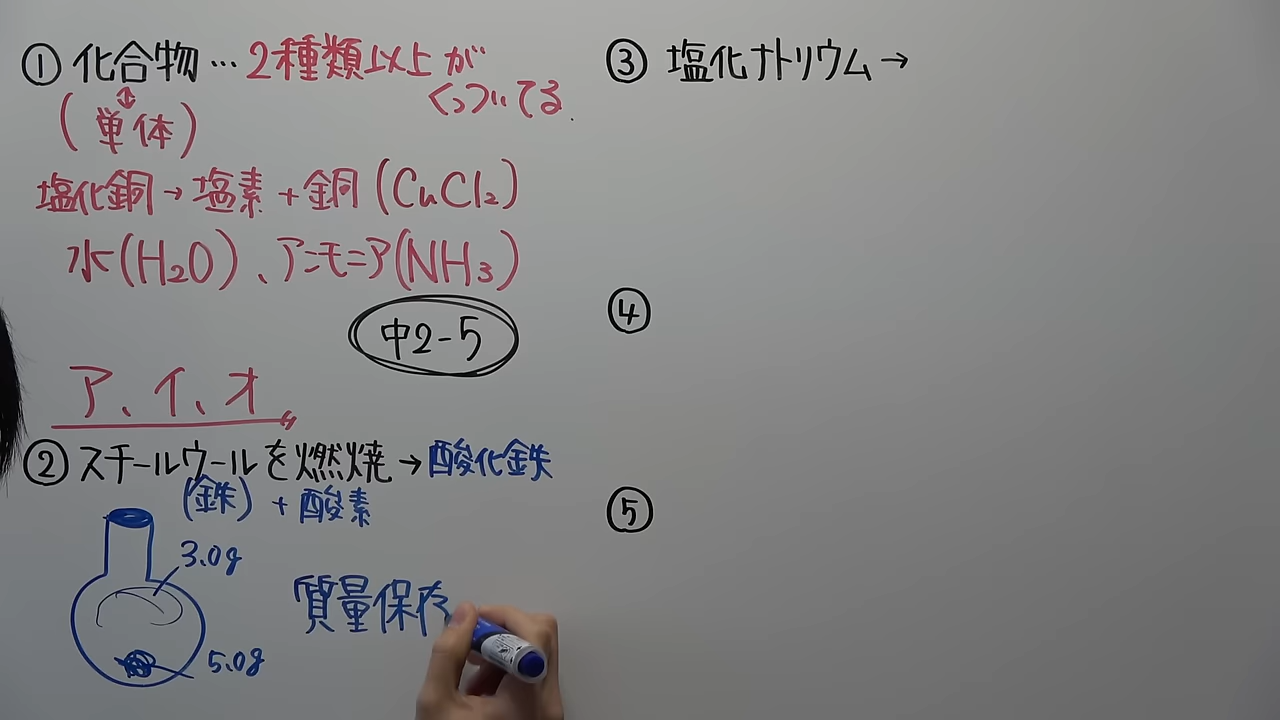 ① 化合物…2種類以上が
くっついてる
(単体)
塩化銅→塩素+銅(CuCl₂)
水(H₂O)、アンモニア(NH₃)
中2-5
ア、イ、オ
② スチールウールを燃焼→酸化鉄
(鉄)+酸素
3.0g
質量保存
5.0g
③ 塩化ナトリウム→
④
⑤